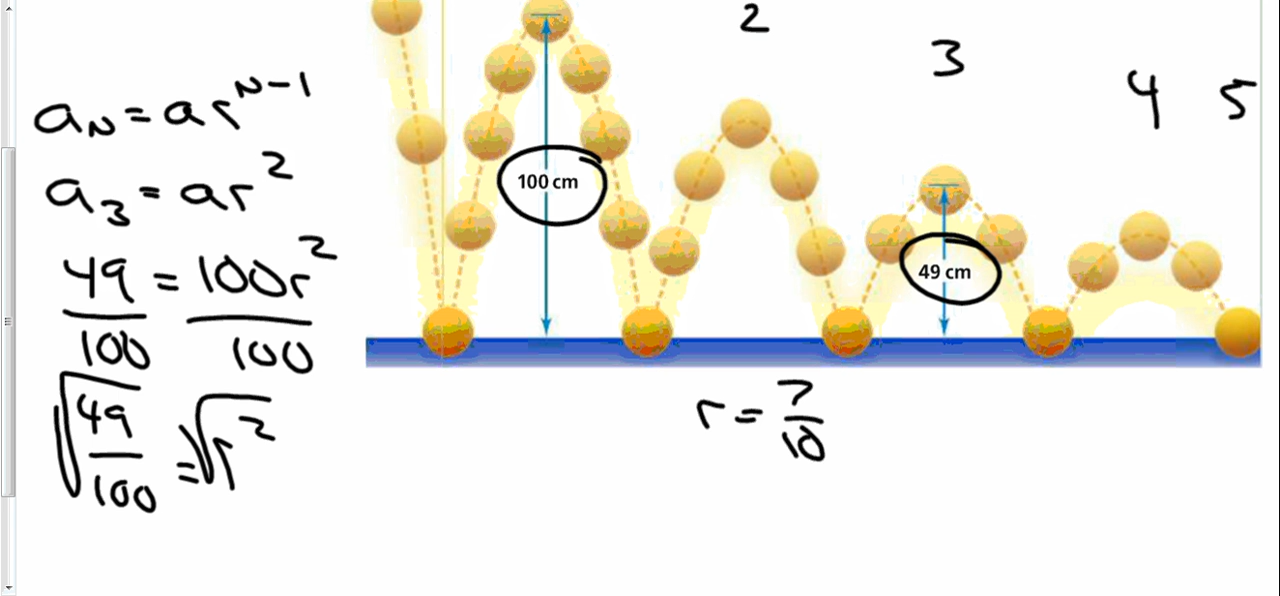 a_N = ar^{N-1}
a_3 = ar^2
49/100 = 100r^2/100
√(49/100) = √(r^2)
100 cm
2
3
49 cm
4
5
r = 7/10